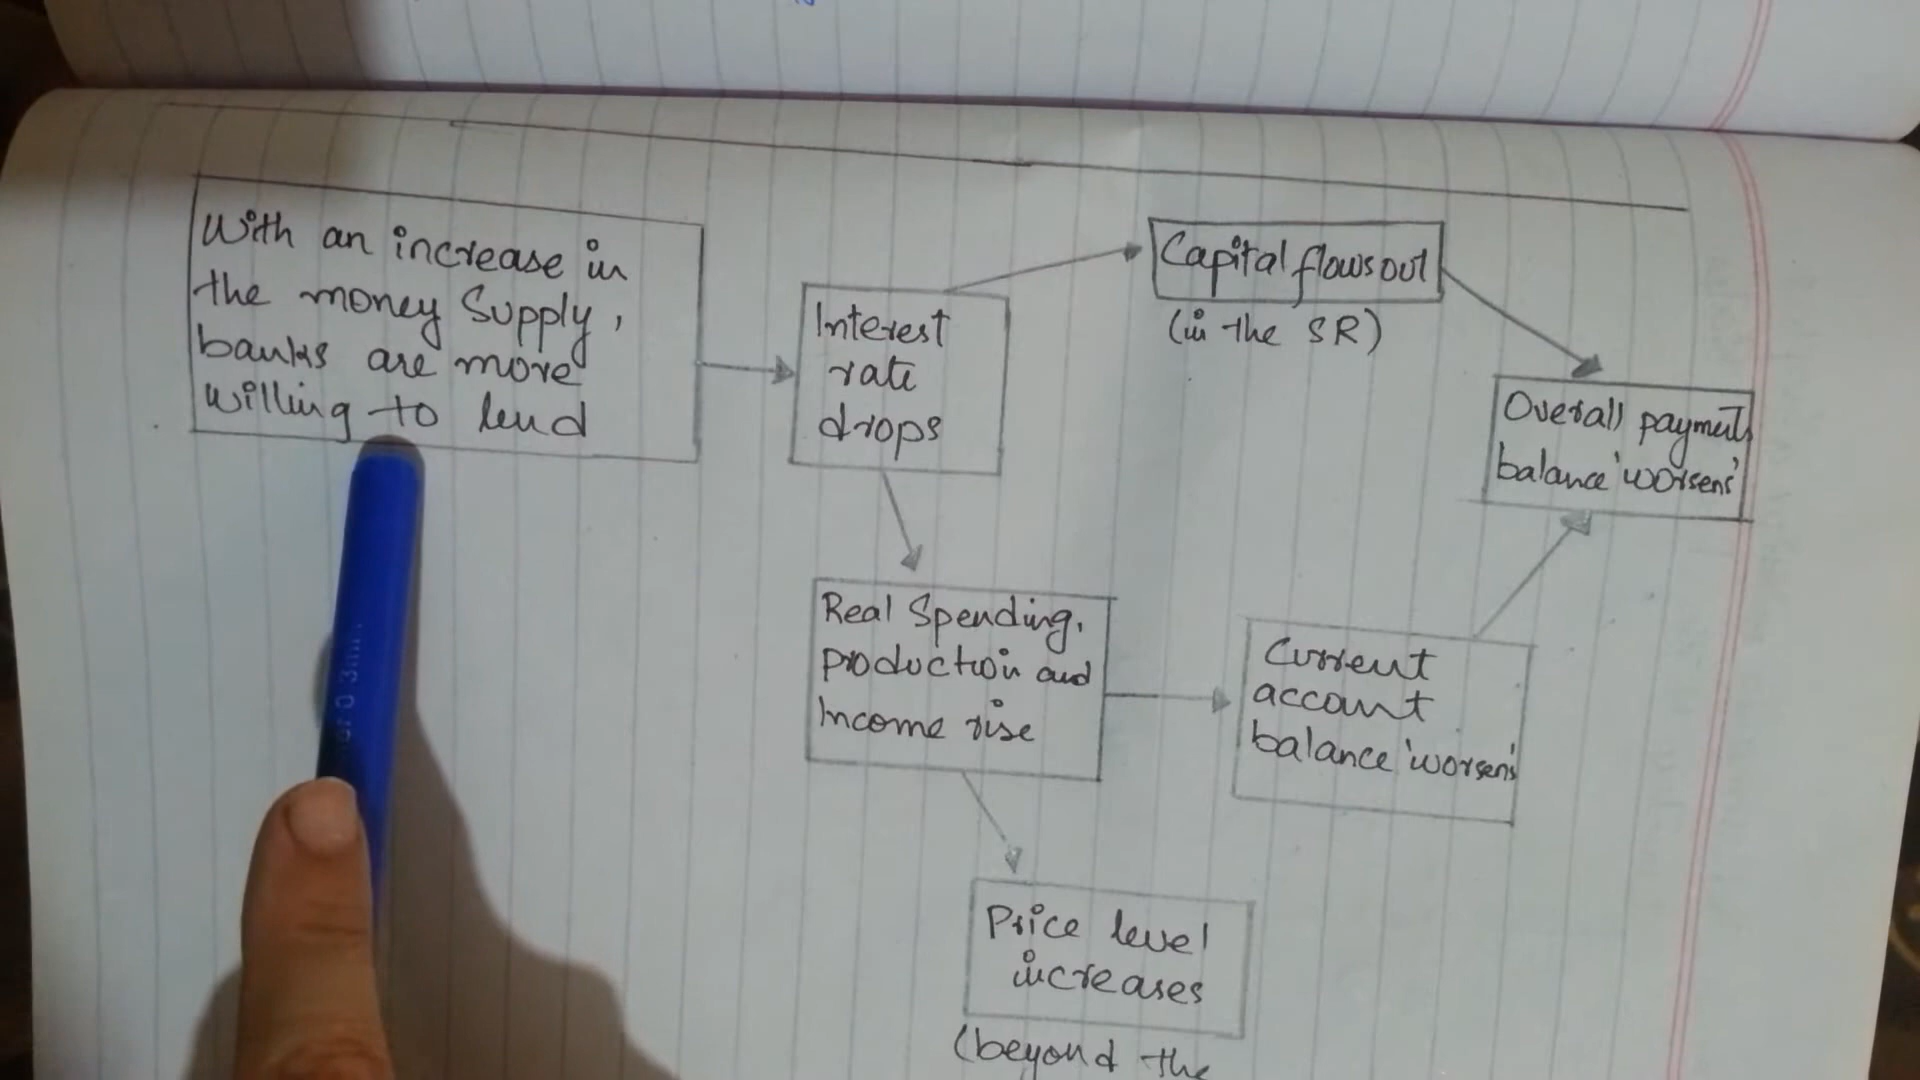 With an increase in
the money Supply,
banks are more
willing to lend
Interest
rate
drops
Capital flows out
(in the SR)
Overall payments
balance 'worsens'
Real Spending,
production and
Income rise
Current
account
balance 'worsens'
Price level
increases
(beyond the